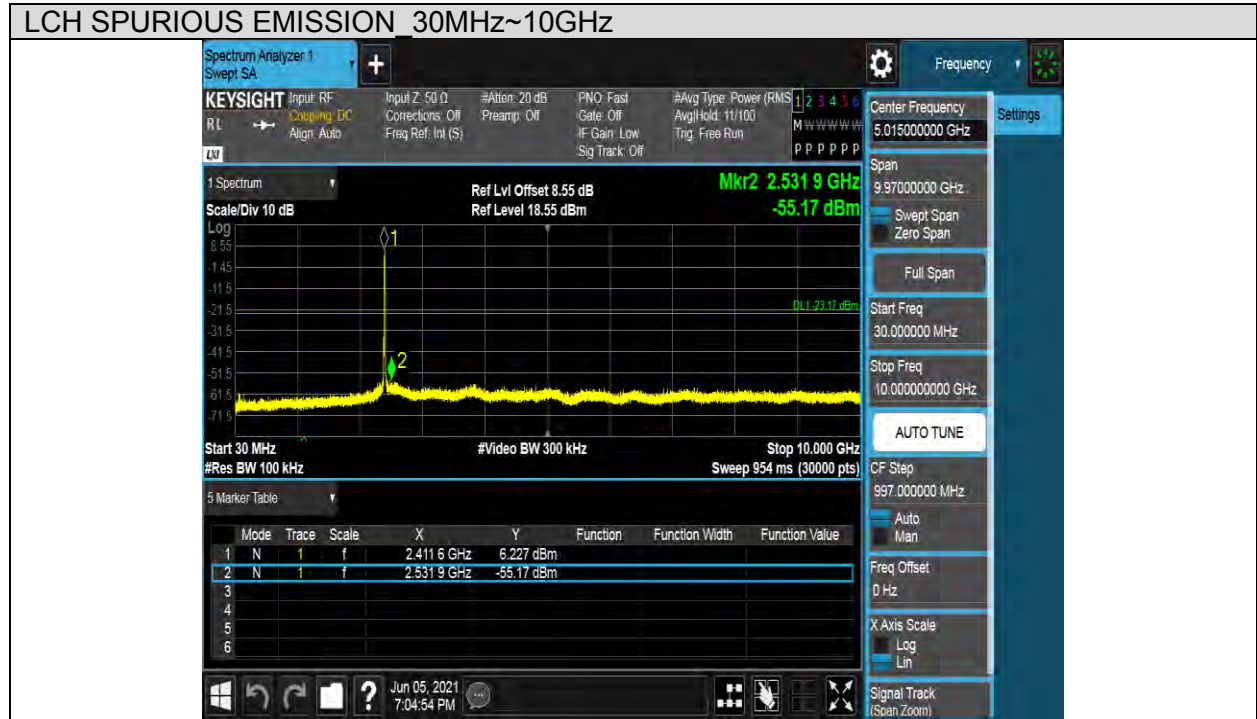 LCH SPURIOUS EMISSION_30MHz~10GHz
Spectrum Analyzer 1
Swept SA
+
Frequency
KEYSIGHT Input: RF Input Z: 50 Ω #Atten: 20 dB PNO: Fast #Avg Type: Power (RMS 1 2 3 4 5 6
RL Coupling: DC Corrections: Off Preamp: Off Gate: Off Avg|Hold: 11/100 M W W W W W
Align: Auto Freq Ref: Int (S) IF Gain: Low Trig: Free Run
LXI Sig Track: Off P P P P P P
Center Frequency
5.015000000 GHz
Settings
Span
9.97000000 GHz
Swept Span
Zero Span
Full Span
Start Freq
30.000000 MHz
Stop Freq
10.000000000 GHz
AUTO TUNE
CF Step
997.000000 MHz
Auto
Man
Freq Offset
0 Hz
X Axis Scale
Log
Lin
Signal Track
(Span Zoom)
1 Spectrum
Ref Lvl Offset 8.55 dB
Mkr2 2.531 9 GHz
Scale/Div 10 dB
Ref Level 18.55 dBm
-55.17 dBm
Log
1
8.55
-1.45
-11.5
-21.5
DL1 -23.17 dBm
-31.5
-41.5
2
-51.5
-61.5
-71.5
Start 30 MHz #Video BW 300 kHz Stop 10.000 GHz
#Res BW 100 kHz Sweep 954 ms (30000 pts)
5 Marker Table
Mode Trace Scale X Y Function Function Width Function Value
1 N 1 f 2.411 6 GHz 6.227 dBm
2 N 1 f 2.531 9 GHz -55.17 dBm
3
4
5
6
?
Jun 05, 2021
7:04:54 PM